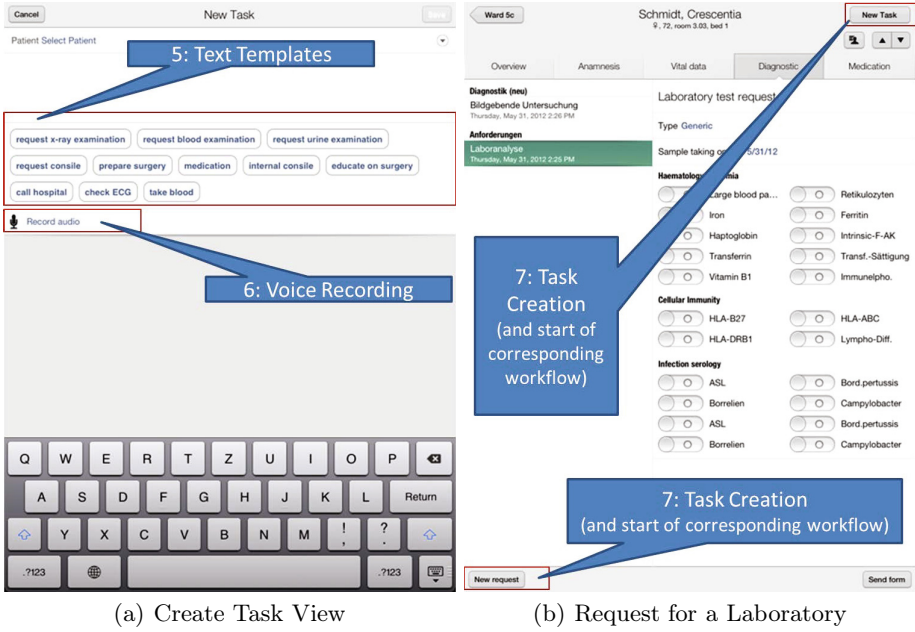 Cancel
New Task
Save
Patient Select Patient
5: Text Templates
request x-ray examination
request blood examination
request urine examination
request consile
prepare surgery
medication
internal consile
educate on surgery
call hospital
check ECG
take blood
Record audio
6: Voice Recording
Q W E R T Z U I O P
A S D F G H J K L Return
Y X C V B N M ! , ? .
.?123
.?123
(a) Create Task View
Ward 5c
Schmidt, Crescentia
♀, 72, room 3.03, bed 1
New Task
Overview
Anamnesis
Vital data
Diagnostic
Medication
Diagnostik (neu)
Bildgebende Untersuchung
Thursday, May 31, 2012 2:26 PM
Anforderungen
Laboranalyse
Thursday, May 31, 2012 2:25 PM
Laboratory test request
Type Generic
Sample taking on 5/31/12
Haematology
Large blood pa...
Retikulozyten
Iron
Ferritin
Haptoglobin
Intrinsic-F-AK
Transferrin
Transf.-Sättigung
Vitamin B1
Immunelpho.
Cellular Immunity
HLA-B27
HLA-ABC
HLA-DRB1
Lympho-Diff.
Infection serology
ASL
Bord.pertussis
Borrelien
Campylobacter
ASL
Bord.pertussis
Borrelien
Campylobacter
7: Task
Creation
(and start of
corresponding
workflow)
7: Task Creation
(and start of corresponding workflow)
New request
Send form
(b) Request for a Laboratory